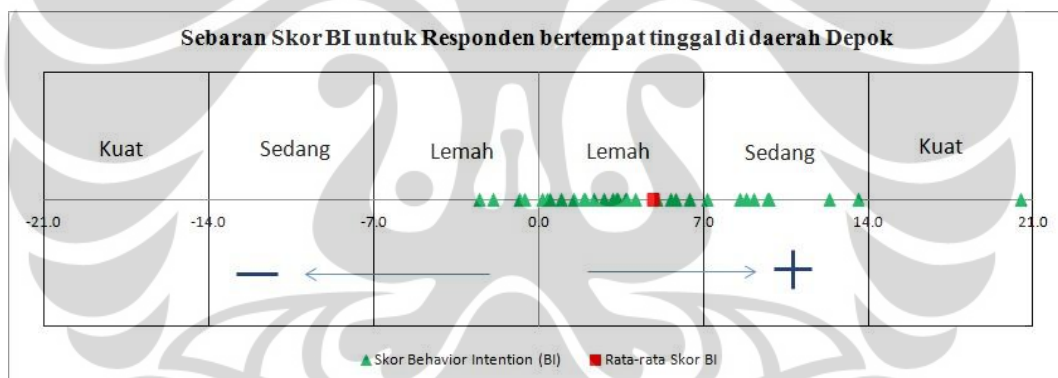 Sebaran Skor BI untuk Responden bertempat tinggal di daerah Depok
Kuat Sedang Lemah Lemah Sedang Kuat
-21.0 -14.0 -7.0 0.0 7.0 14.0 21.0
Skor Behavior Intention (BI) Rata-rata Skor BI